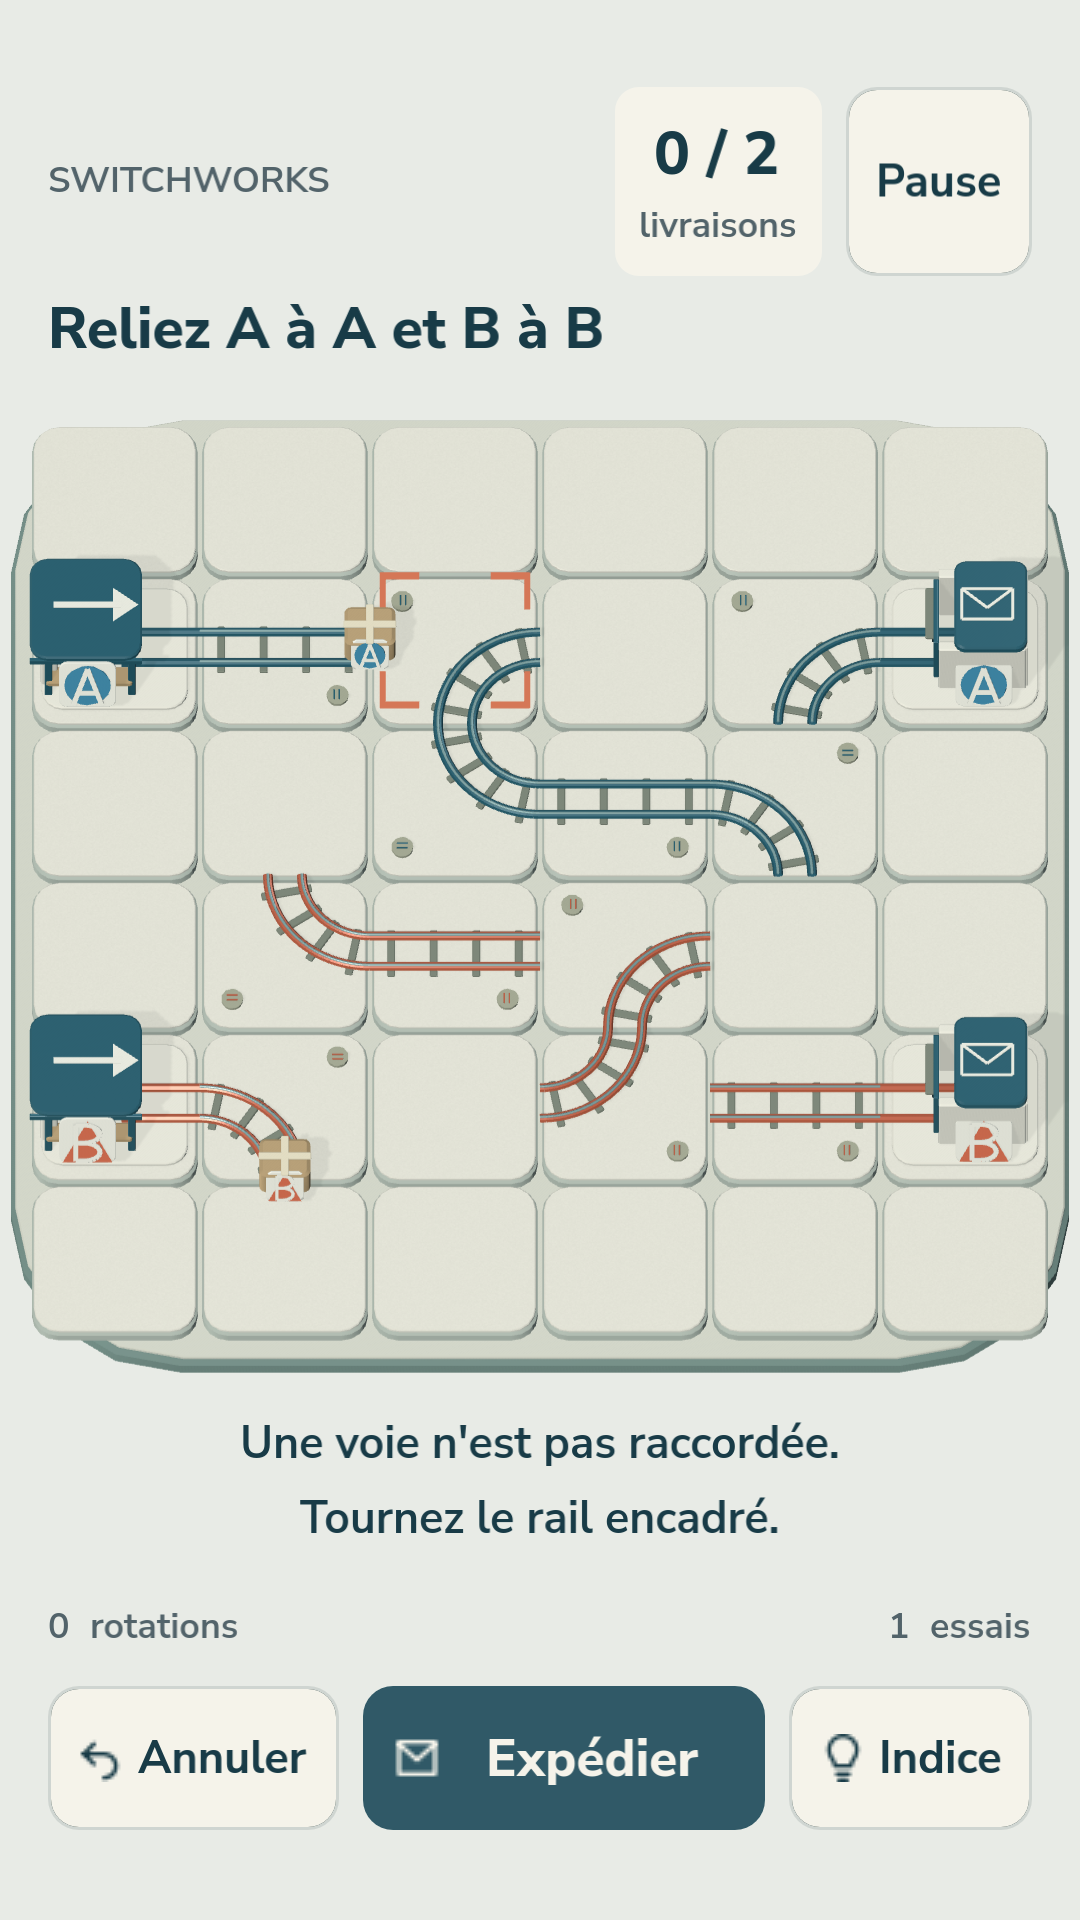 SWITCHWORKS
0 / 2
livraisons
Pause
Reliez A à A et B à B
A
A
A
B
B
B
Une voie n'est pas raccordée.
Tournez le rail encadré.
0 rotations
1 essais
Annuler
Expédier
Indice